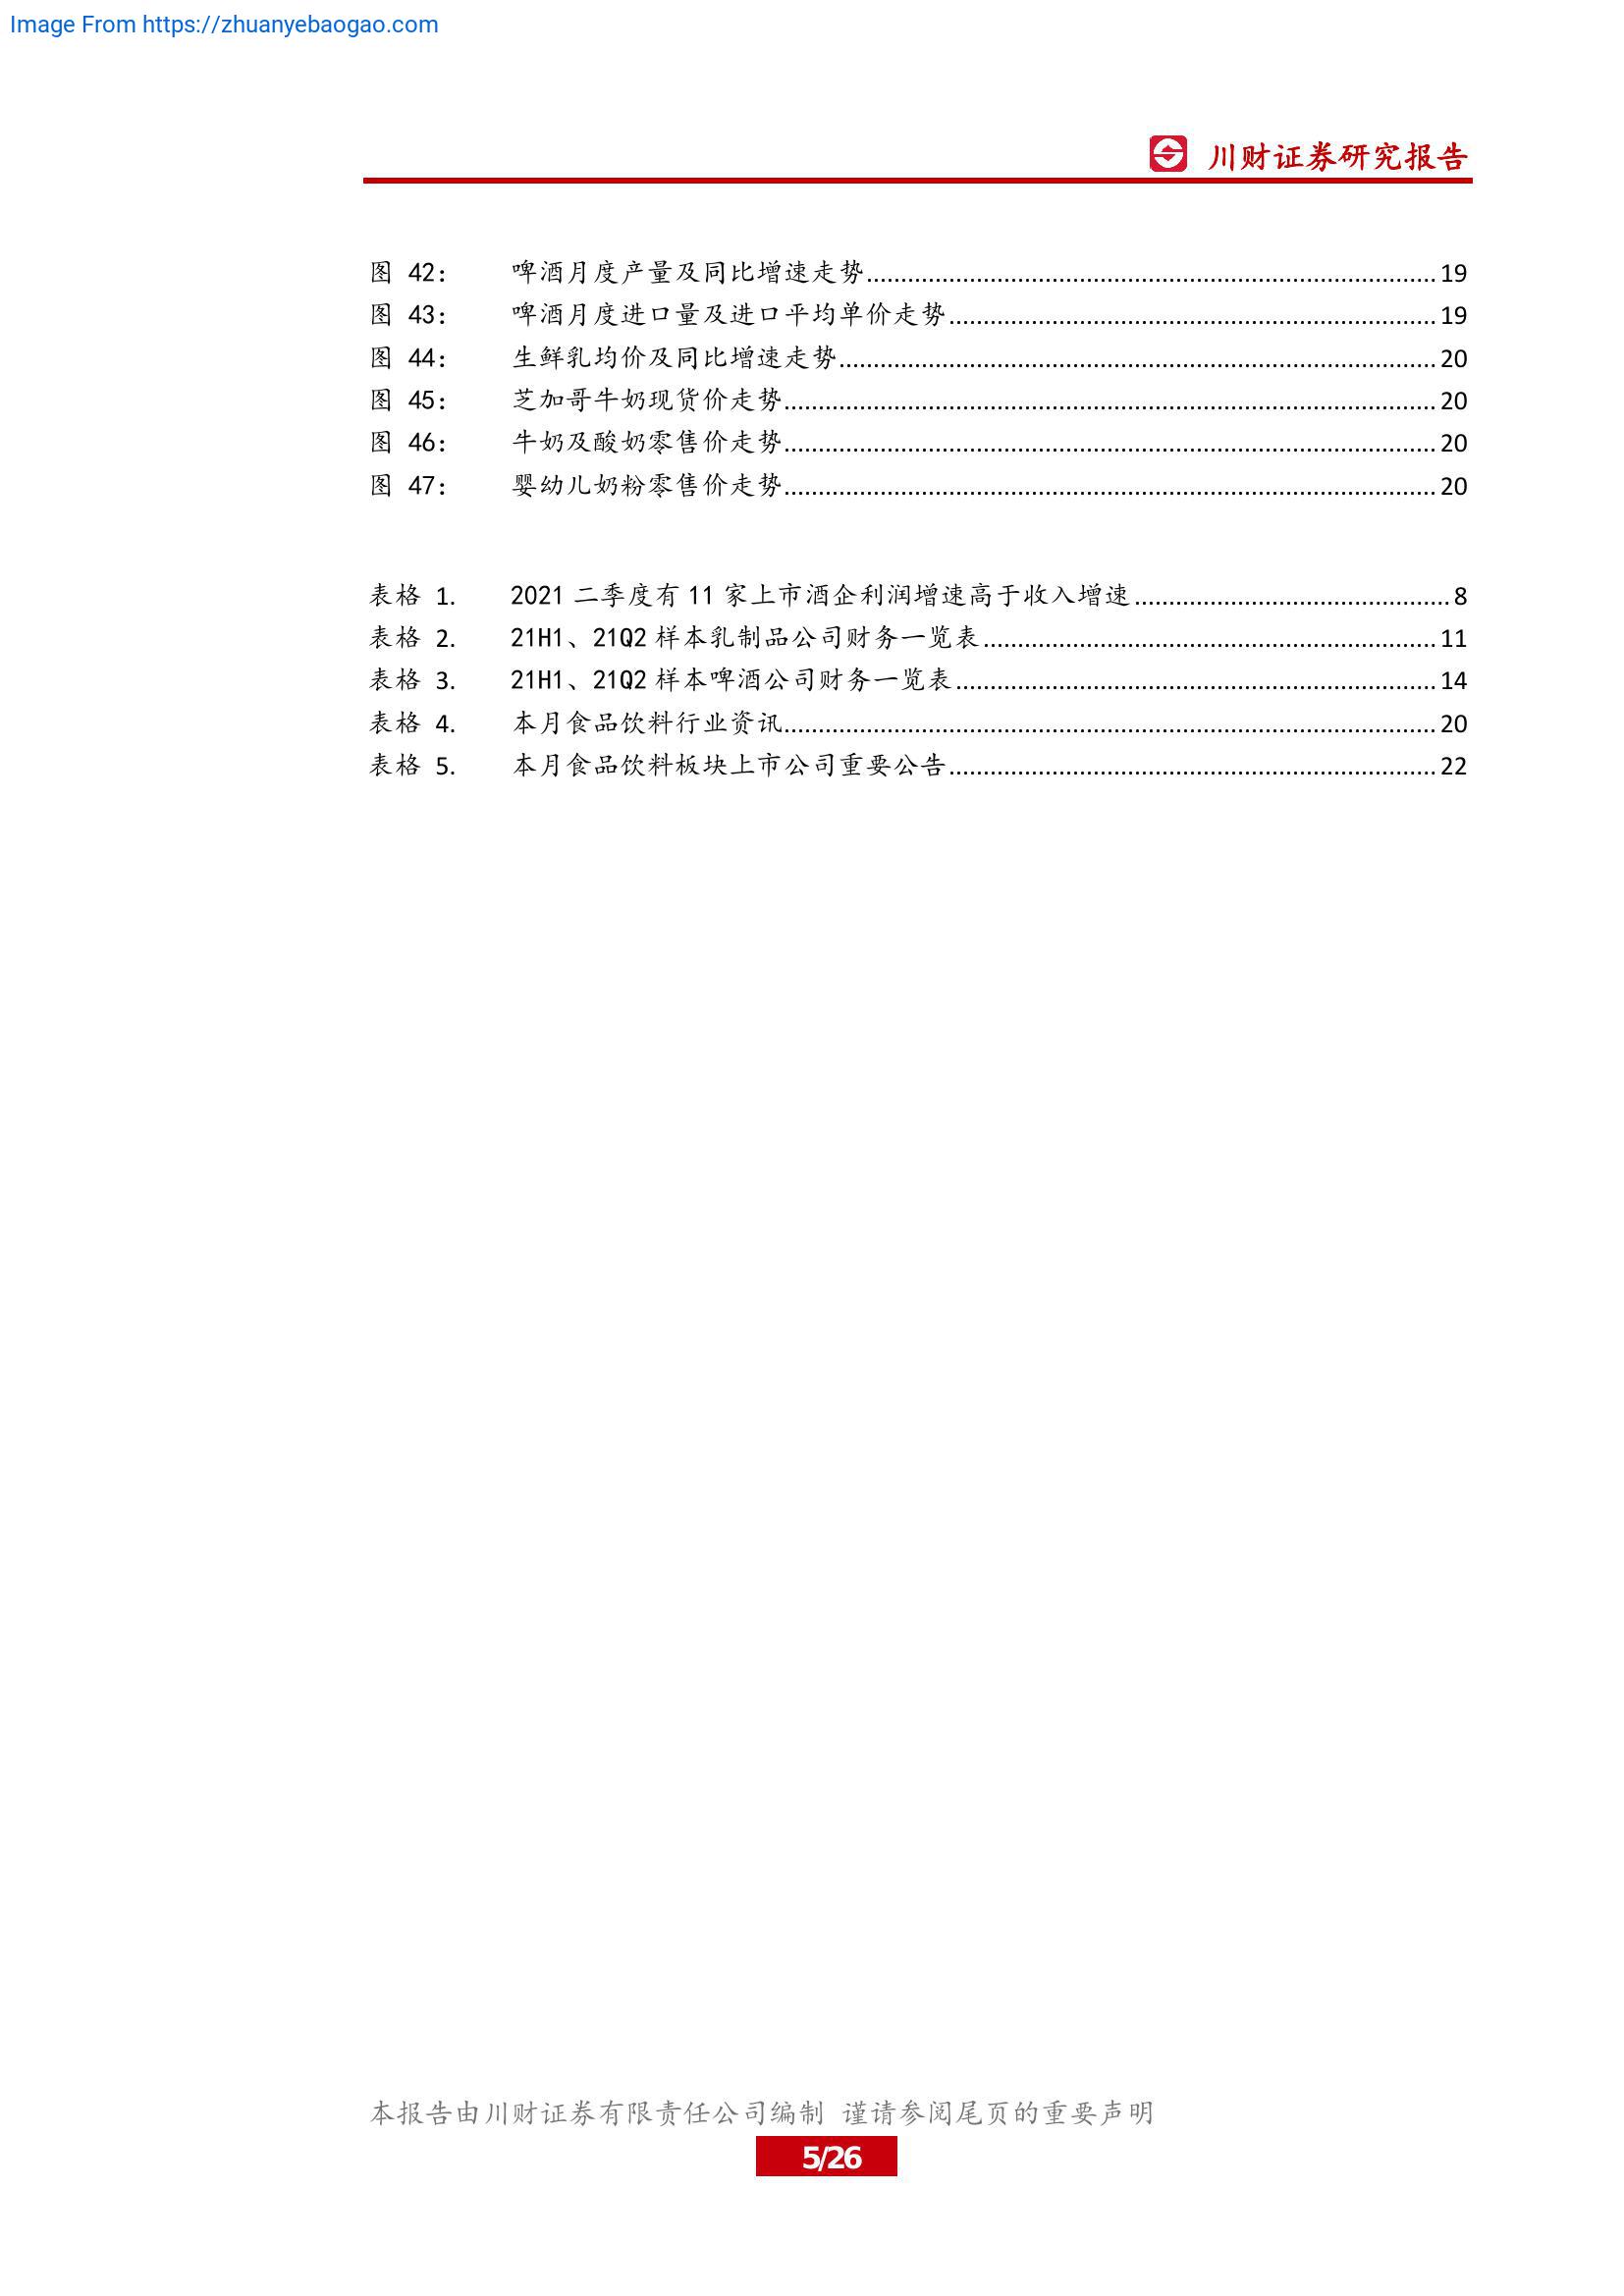 Image From https://zhuanyebaogao.com
川财证券研究报告
图 42： 啤酒月度产量及同比增速走势 19
图 43： 啤酒月度进口量及进口平均单价走势 19
图 44： 生鲜乳均价及同比增速走势 20
图 45： 芝加哥牛奶现货价走势 20
图 46： 牛奶及酸奶零售价走势 20
图 47： 婴幼儿奶粉零售价走势 20
表格 1. 2021 二季度有 11 家上市酒企利润增速高于收入增速 8
表格 2. 21H1、21Q2 样本乳制品公司财务一览表 11
表格 3. 21H1、21Q2 样本啤酒公司财务一览表 14
表格 4. 本月食品饮料行业资讯 20
表格 5. 本月食品饮料板块上市公司重要公告 22
本报告由川财证券有限责任公司编制 谨请参阅尾页的重要声明
5/26